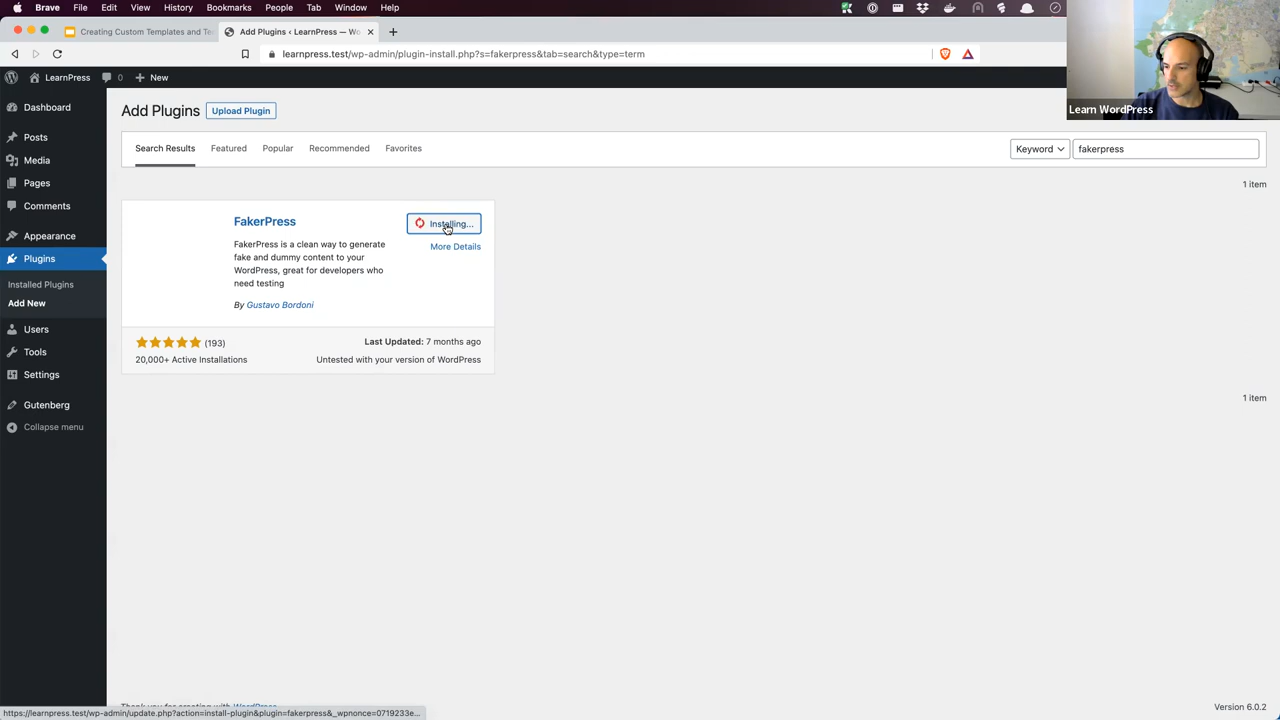 Brave File Edit View History Bookmarks People Tab Window Help
Creating Custom Templates and Te
Add Plugins ‹ LearnPress — Wo
learnpress.test/wp-admin/plugin-install.php?s=fakerpress&tab=search&type=term
LearnPress 0 New
Learn WordPress
Dashboard
Posts
Media
Pages
Comments
Appearance
Plugins
Installed Plugins
Add New
Users
Tools
Settings
Gutenberg
Collapse menu
Add Plugins Upload Plugin
Search Results Featured Popular Recommended Favorites
Keyword fakerpress
1 item
FakerPress
Installing...
More Details
FakerPress is a clean way to generate
fake and dummy content to your
WordPress, great for developers who
need testing
By Gustavo Bordoni
(193)
Last Updated: 7 months ago
20,000+ Active Installations
Untested with your version of WordPress
1 item
Thank you for creating with WordPress
https://learnpress.test/wp-admin/update.php?action=install-plugin&plugin=fakerpress&_wpnonce=0719233e...
Version 6.0.2